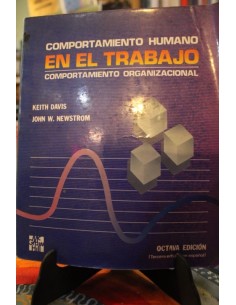 COMPORTAMIENTO HUMANO
EN EL TRABAJO
COMPORTAMIENTO ORGANIZACIONAL
KEITH DAVIS
JOHN W. NEWSTROM
OCTAVA EDICIÓN